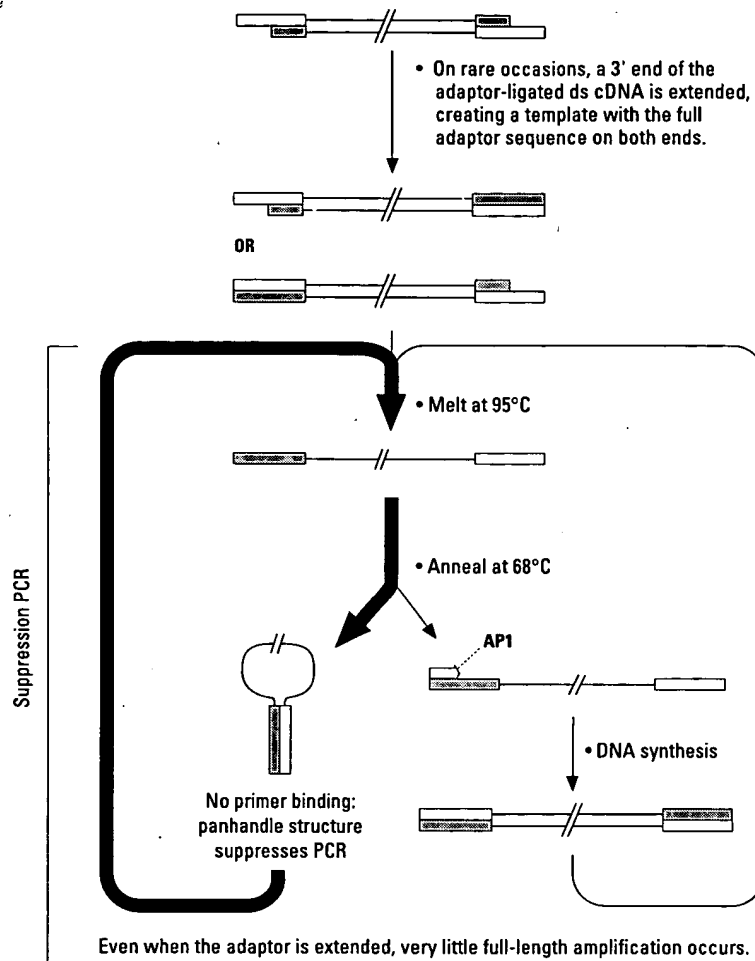 • On rare occasions, a 3' end of the
adaptor-ligated ds cDNA is extended,
creating a template with the full
adaptor sequence on both ends.
OR
• Melt at 95°C
• Anneal at 68°C
AP1
• DNA synthesis
No primer binding:
panhandle structure
suppresses PCR
Suppression PCR
Even when the adaptor is extended, very little full-length amplification occurs.